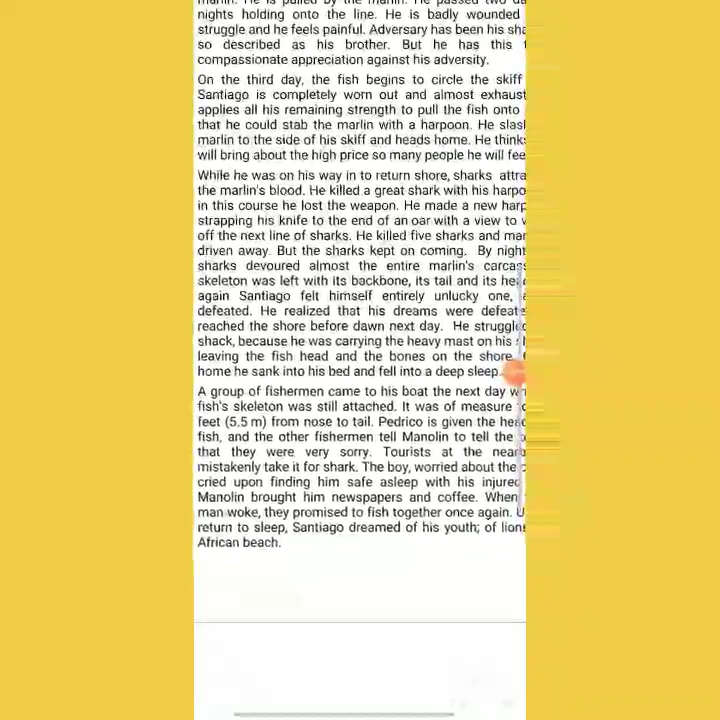 marlin. He is pulled by the marlin. He passed two
nights holding onto the line. He is badly wounded
struggle and he feels painful. Adversary has been his
so described as his brother. But he has this
compassionate appreciation against his adversity.
On the third day, the fish begins to circle the skiff
Santiago is completely worn out and almost
applies all his remaining strength to pull the fish onto
that he could stab the marlin with a harpoon. He
marlin to the side of his skiff and heads home. He
will bring about the high price so many people he will
While he was on his way in to return shore, sharks
the marlin's blood. He killed a great shark with his
in this course he lost the weapon. He made a new
strapping his knife to the end of an oar with a view to
off the next line of sharks. He killed five sharks and
driven away. But the sharks kept on coming. By
sharks devoured almost the entire marlin's
skeleton was left with its backbone, its tail and its
again Santiago felt himself entirely unlucky one,
defeated. He realized that his dreams were
reached the shore before dawn next day. He
shack, because he was carrying the heavy mast on his
leaving the fish head and the bones on the shore.
home he sank into his bed and fell into a deep sleep.
A group of fishermen came to his boat the next day
fish's skeleton was still attached. It was of measure
feet (5.5 m) from nose to tail. Pedrico is given the
fish, and the other fishermen tell Manolin to tell the
that they were very sorry. Tourists at the
mistakenly take it for shark. The boy, worried about the
cried upon finding him safe asleep with his injured
Manolin brought him newspapers and coffee. When
man woke, they promised to fish together once again.
return to sleep, Santiago dreamed of his youth; of
African beach.